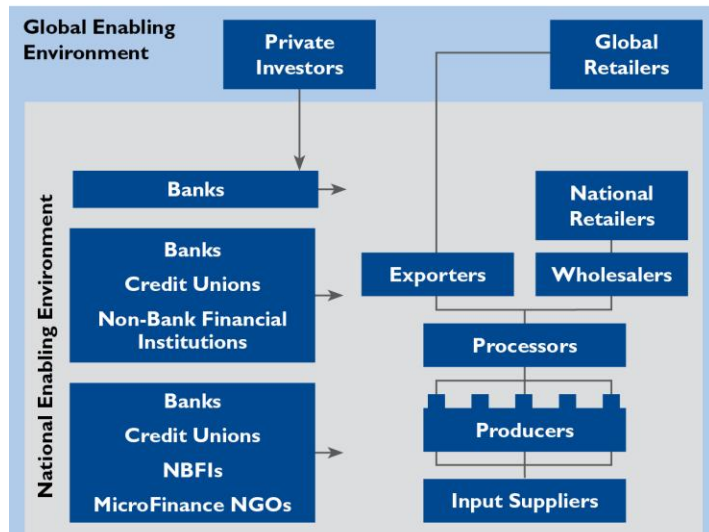 Global Enabling
Environment
Private
Investors
Global
Retailers
National Enabling Environment
Banks
National
Retailers
Banks
Credit Unions
Non-Bank Financial
Institutions
Exporters
Wholesalers
Processors
Banks
Credit Unions
NBFIs
MicroFinance NGOs
Producers
Input Suppliers